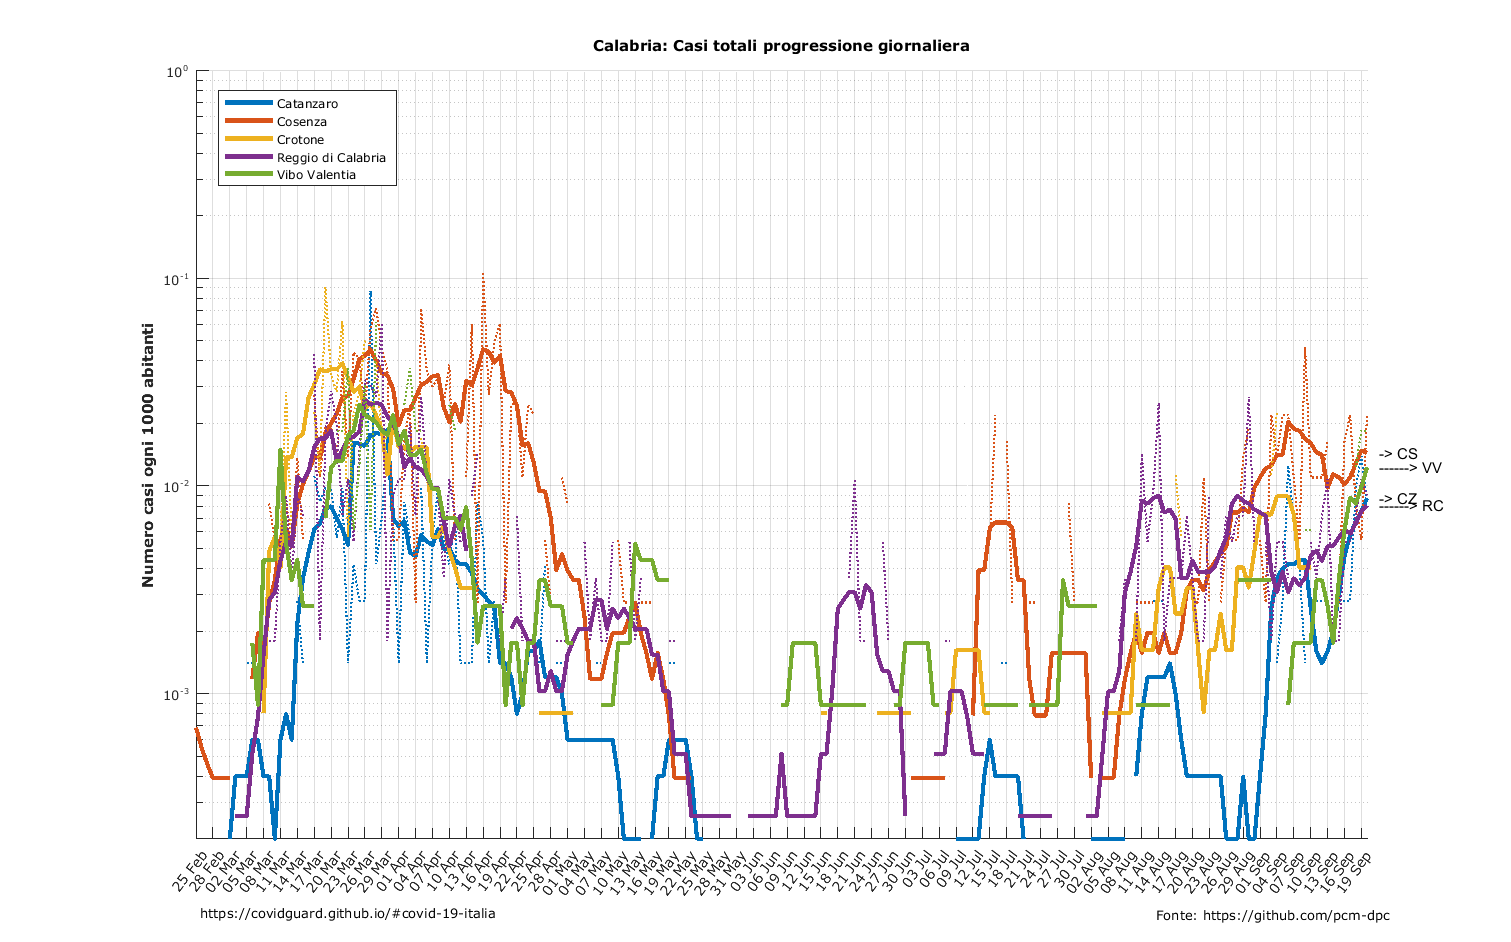 Calabria: Casi totali progressione giornaliera
Numero casi ogni 1000 abitanti
10^0
10^-1
10^-2
10^-3
Catanzaro
Cosenza
Crotone
Reggio di Calabria
Vibo Valentia
-> CS
------> VV
-> CZ
------> RC
25 Feb
28 Feb
02 Mar
05 Mar
08 Mar
11 Mar
14 Mar
17 Mar
20 Mar
23 Mar
26 Mar
29 Mar
01 Apr
04 Apr
07 Apr
10 Apr
13 Apr
16 Apr
19 Apr
22 Apr
25 Apr
28 Apr
01 May
04 May
07 May
10 May
13 May
16 May
19 May
22 May
25 May
28 May
31 May
03 Jun
06 Jun
09 Jun
12 Jun
15 Jun
18 Jun
21 Jun
24 Jun
27 Jun
30 Jun
03 Jul
06 Jul
09 Jul
12 Jul
15 Jul
18 Jul
21 Jul
24 Jul
27 Jul
30 Jul
02 Aug
05 Aug
08 Aug
11 Aug
14 Aug
17 Aug
20 Aug
23 Aug
26 Aug
29 Aug
01 Sep
04 Sep
07 Sep
10 Sep
13 Sep
16 Sep
19 Sep
https://covidguard.github.io/#covid-19-italia
Fonte: https://github.com/pcm-dpc